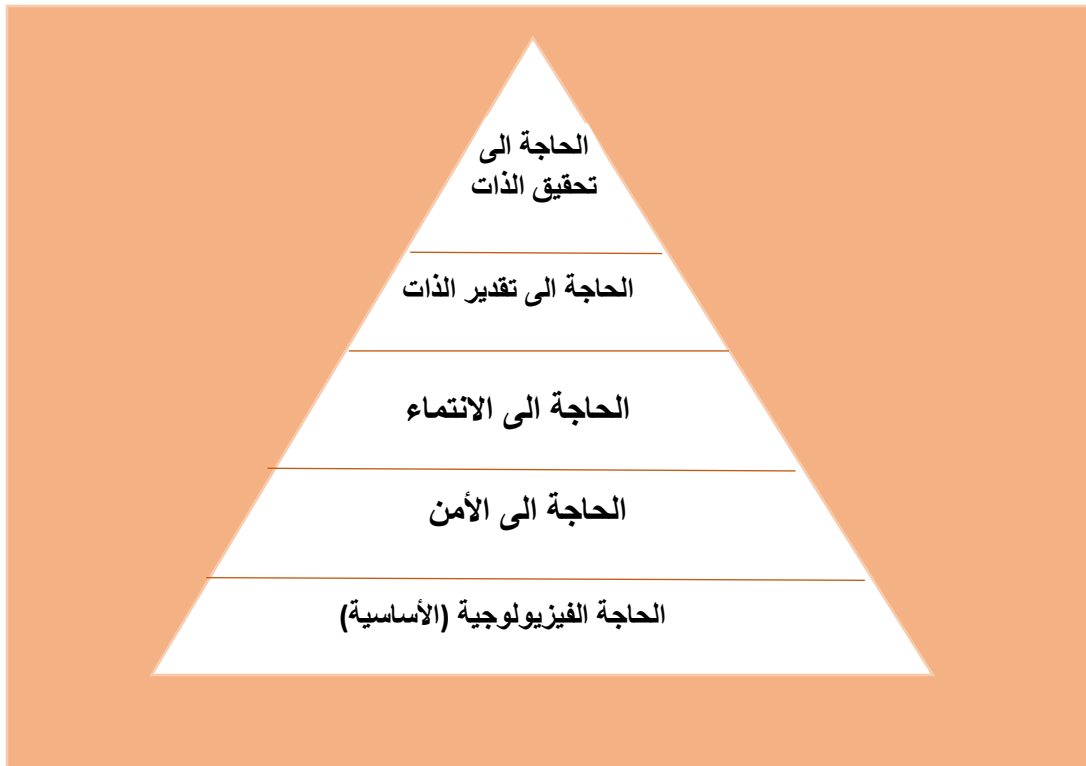 الحاجة الى
تحقيق الذات
الحاجة الى تقدير الذات
الحاجة الى الانتماء
الحاجة الى الأمن
الحاجة الفيزيولوجية (الأساسية)